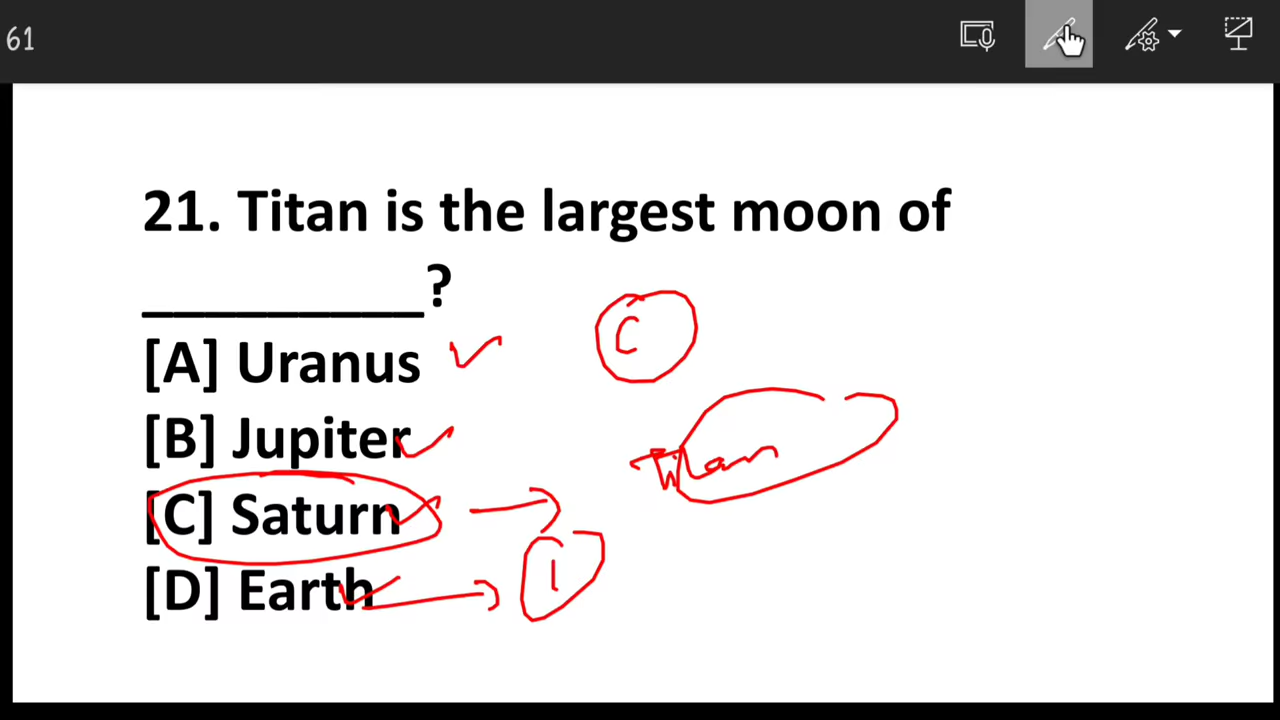 61
21. Titan is the largest moon of
__________?
[A] Uranus
C
[B] Jupiter
Titan
[C] Saturn
[D] Earth
1